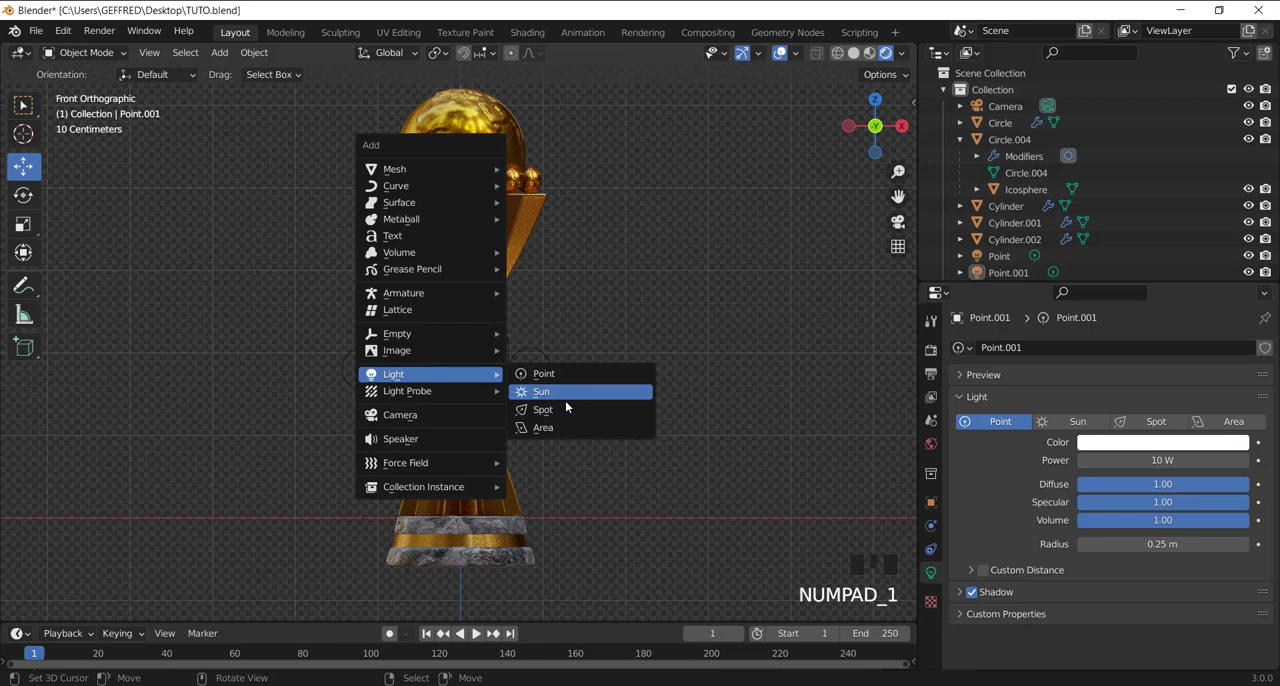 Blender* [C:\Users\GEFFRED\Desktop\TUTO.blend]
File Edit Render Window Help Layout Modeling Sculpting UV Editing Texture Paint Shading Animation Rendering Compositing Geometry Nodes Scripting + Scene ViewLayer
Object Mode View Select Add Object Global
Orientation: Default Drag: Select Box Options
Front Orthographic
(1) Collection | Point.001
10 Centimeters
Add
Mesh
Curve
Surface
Metaball
Text
Volume
Grease Pencil
Armature
Lattice
Empty
Image
Light
Light Probe
Camera
Speaker
Force Field
Collection Instance
Point
Sun
Spot
Area
Z
X
-Y
NUMPAD_1
Scene Collection
Collection
Camera
Circle
Circle.004
Modifiers
Circle.004
Icosphere
Cylinder
Cylinder.001
Cylinder.002
Point
Point.001
Point.001 > Point.001
Point.001
Preview
Light
Point Sun Spot Area
Color
Power 10 W
Diffuse 1.00
Specular 1.00
Volume 1.00
Radius 0.25 m
Custom Distance
Shadow
Custom Properties
Playback Keying View Marker 1 Start 1 End 250
1 20 40 60 80 100 120 140 160 180 200 220 240
Set 3D Cursor Move Rotate View Select Move 3.0.0